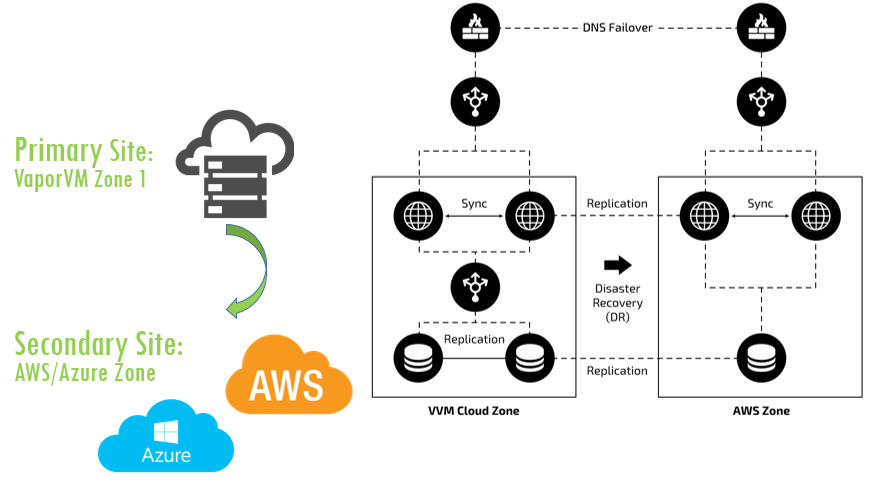 Primary Site:
VaporVM Zone 1
Secondary Site:
AWS/Azure Zone
AWS
Azure
DNS Failover
Sync
Replication
Sync
Disaster
Recovery
(DR)
Replication
Replication
VVM Cloud Zone
AWS Zone